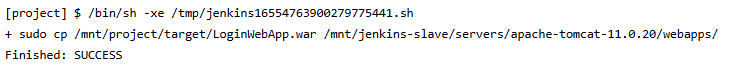 [project] $ /bin/sh -xe /tmp/jenkins16554763900279775441.sh
+ sudo cp /mnt/project/target/LoginWebApp.war /mnt/jenkins-slave/servers/apache-tomcat-11.0.20/webapps/
Finished: SUCCESS